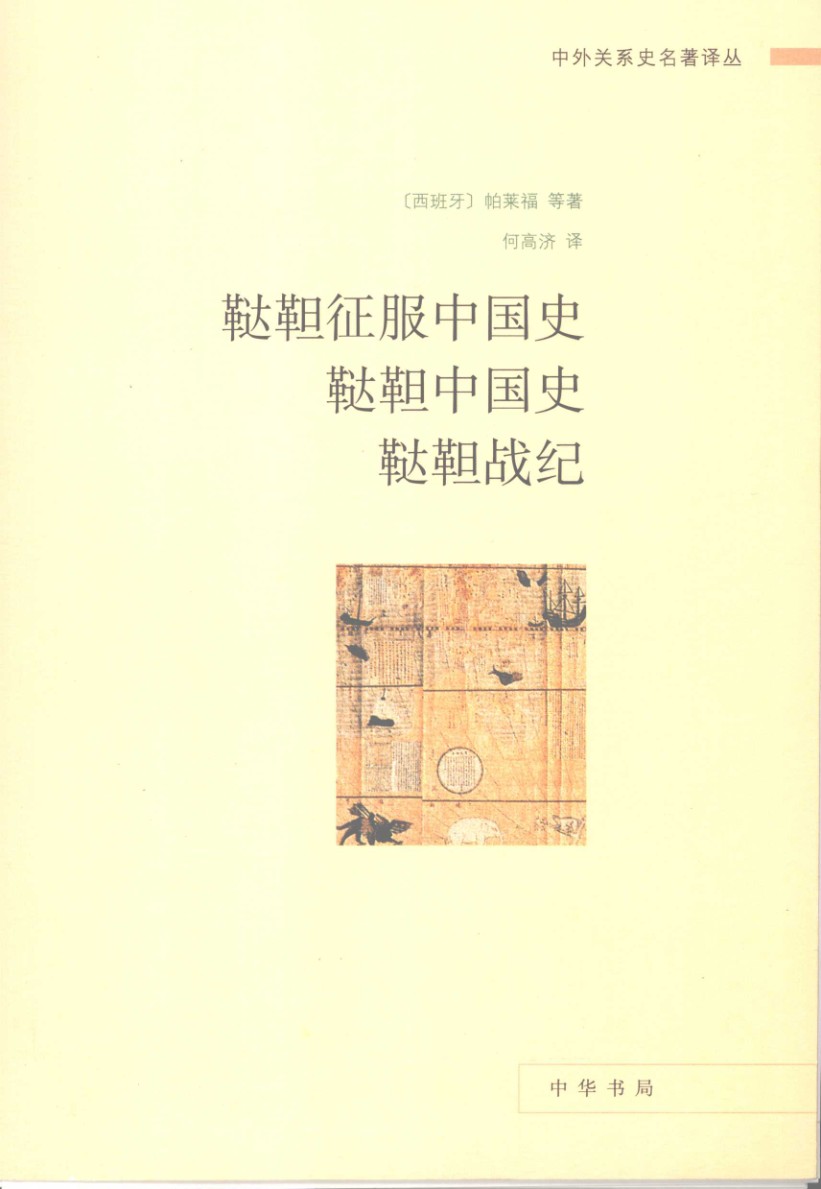 中外关系史名著译丛
〔西班牙〕帕莱福 等著
何高济 译
鞑靼征服中国史
鞑靼中国史
鞑靼战纪
中华书局